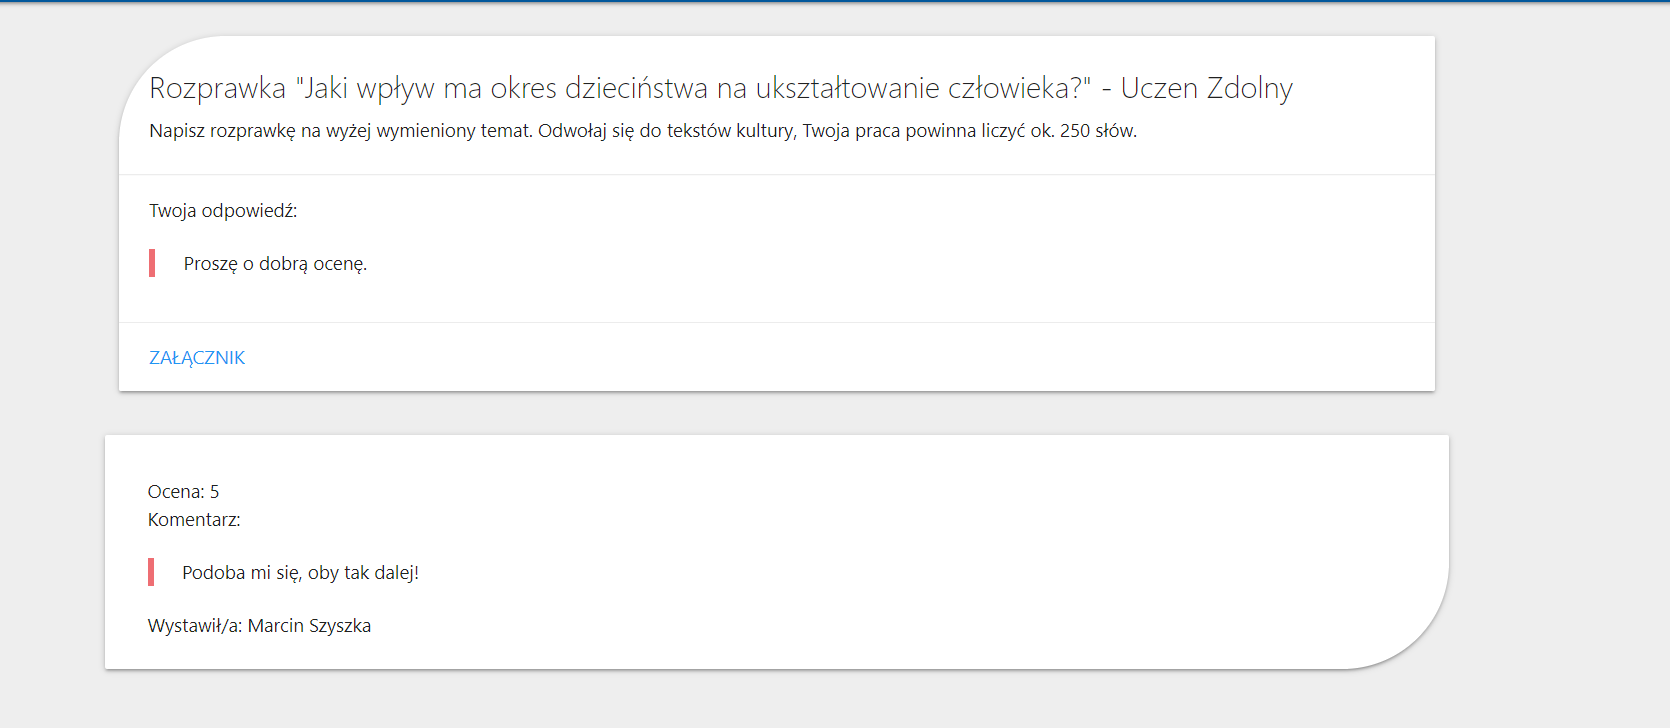 Rozprawka "Jaki wpływ ma okres dzieciństwa na ukształtowanie człowieka?" - Uczen Zdolny
Napisz rozprawkę na wyżej wymieniony temat. Odwołaj się do tekstów kultury, Twoja praca powinna liczyć ok. 250 słów.
Twoja odpowiedź:
Proszę o dobrą ocenę.
ZAŁĄCZNIK
Ocena: 5
Komentarz:
Podoba mi się, oby tak dalej!
Wystawił/a: Marcin Szyszka